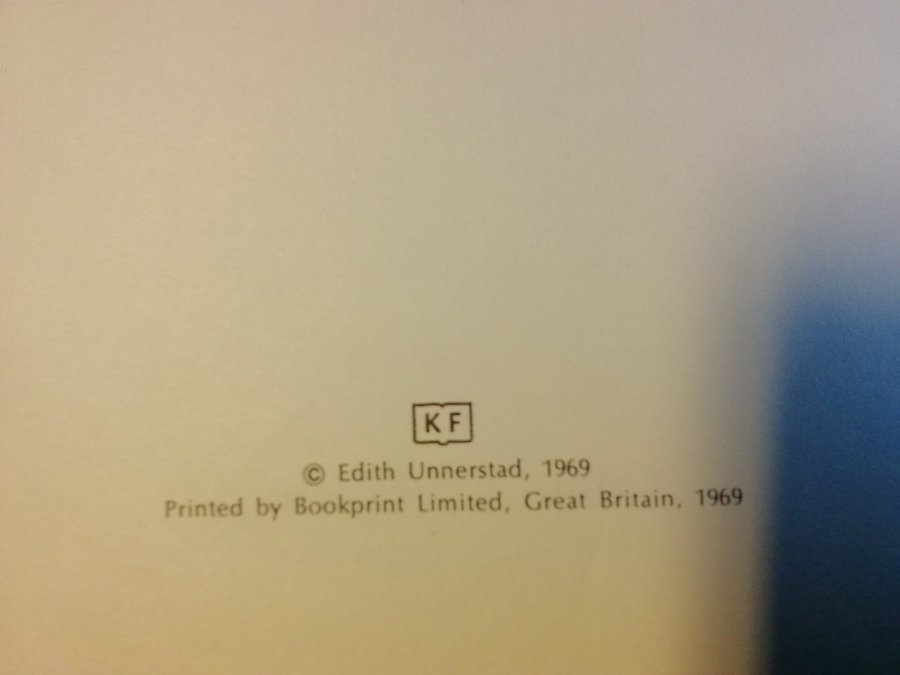 KF
© Edith Unnerstad, 1969
Printed by Bookprint Limited, Great Britain, 1969